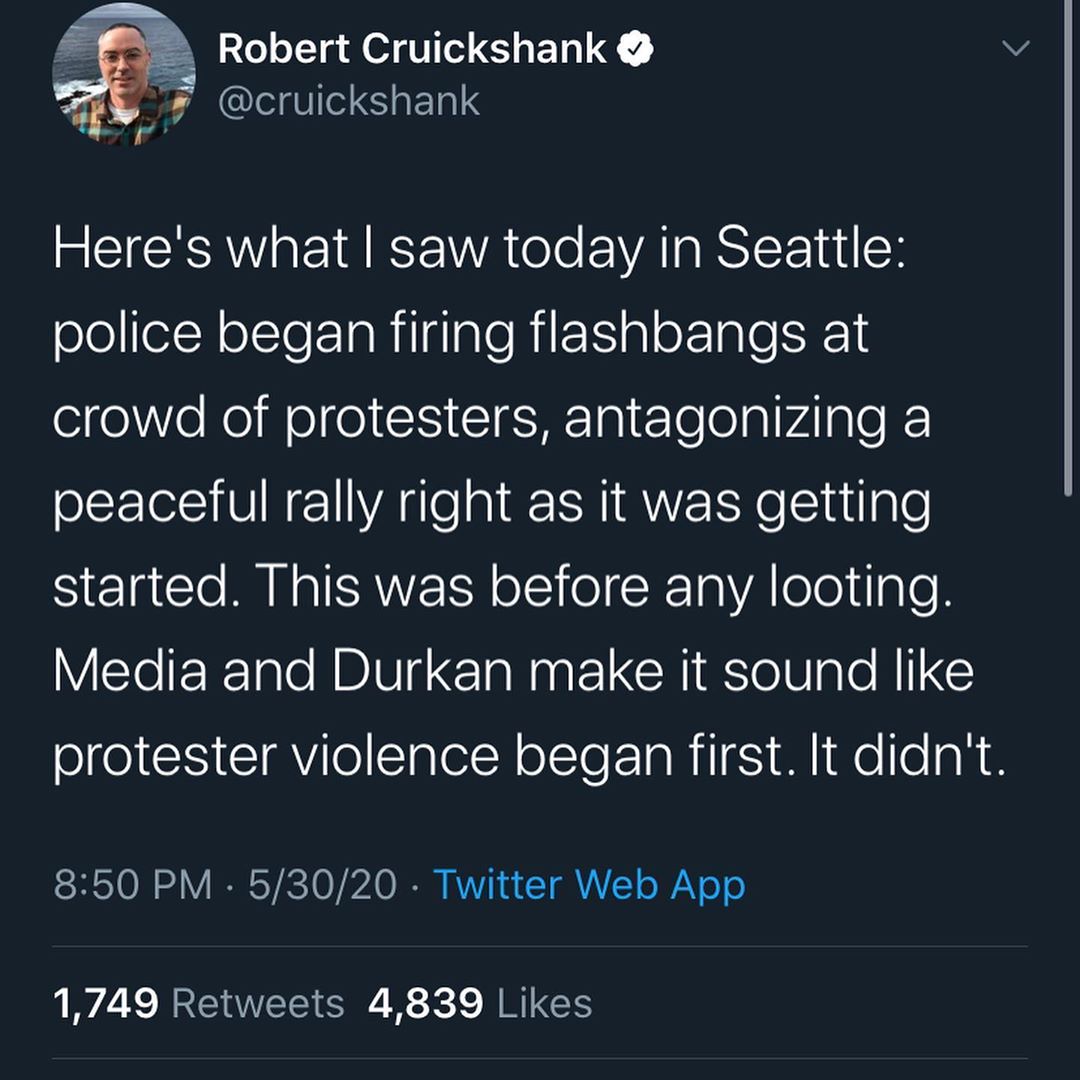 Robert Cruickshank
@cruickshank
Here's what I saw today in Seattle:
police began firing flashbangs at
crowd of protesters, antagonizing a
peaceful rally right as it was getting
started. This was before any looting.
Media and Durkan make it sound like
protester violence began first. It didn't.
8:50 PM · 5/30/20 · Twitter Web App
1,749 Retweets 4,839 Likes